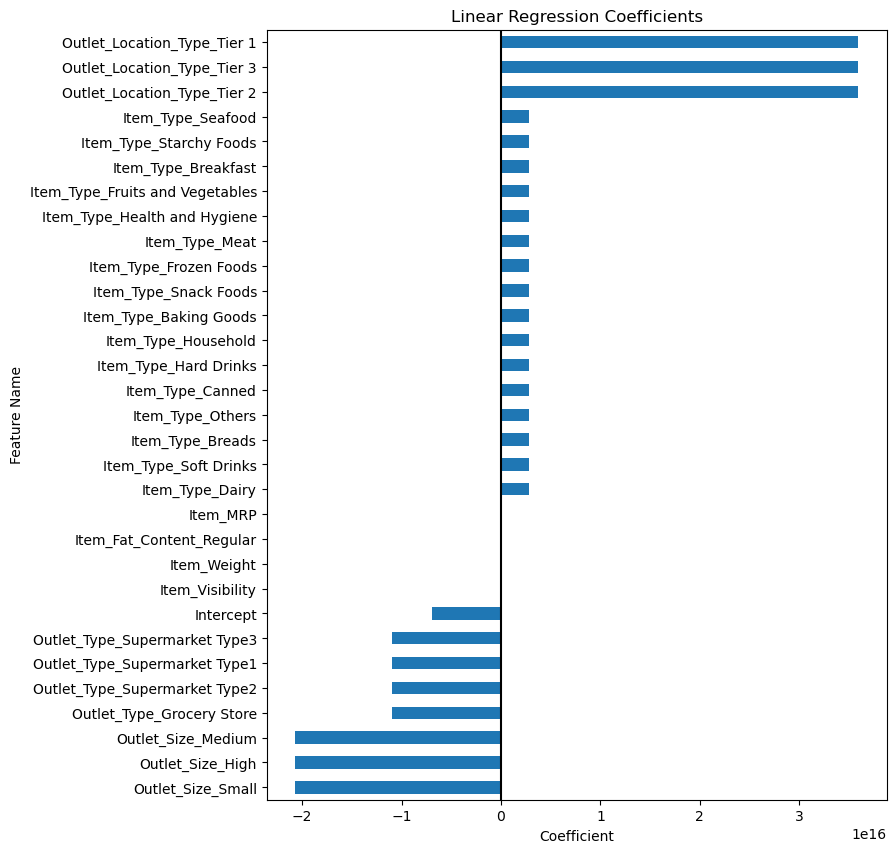 Linear Regression Coefficients
Outlet_Location_Type_Tier 1
Outlet_Location_Type_Tier 3
Outlet_Location_Type_Tier 2
Item_Type_Seafood
Item_Type_Starchy Foods
Item_Type_Breakfast
Item_Type_Fruits and Vegetables
Item_Type_Health and Hygiene
Item_Type_Meat
Item_Type_Frozen Foods
Item_Type_Snack Foods
Item_Type_Baking Goods
Item_Type_Household
Item_Type_Hard Drinks
Item_Type_Canned
Item_Type_Others
Item_Type_Breads
Item_Type_Soft Drinks
Item_Type_Dairy
Item_MRP
Item_Fat_Content_Regular
Item_Weight
Item_Visibility
Intercept
Outlet_Type_Supermarket Type3
Outlet_Type_Supermarket Type1
Outlet_Type_Supermarket Type2
Outlet_Type_Grocery Store
Outlet_Size_Medium
Outlet_Size_High
Outlet_Size_Small
Feature Name
−2 −1 0 1 2 3
1e16
Coefficient